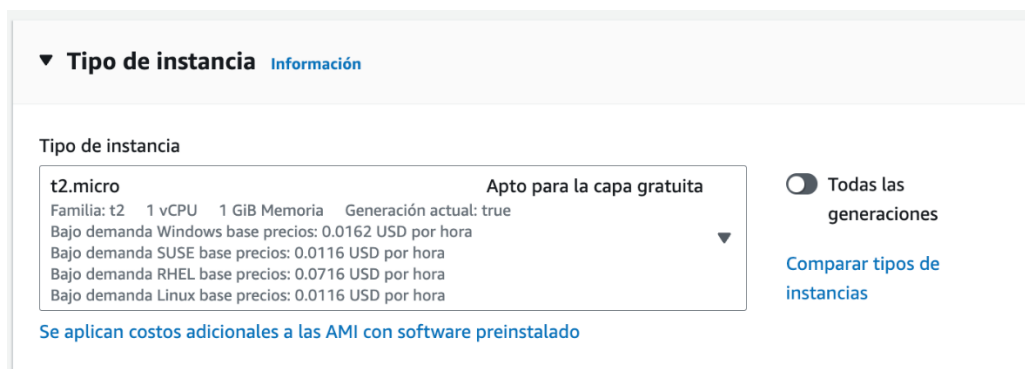 Tipo de instancia Información
Tipo de instancia
t2.micro Apto para la capa gratuita
Familia: t2 1 vCPU 1 GiB Memoria Generación actual: true
Bajo demanda Windows base precios: 0.0162 USD por hora
Bajo demanda SUSE base precios: 0.0116 USD por hora
Bajo demanda RHEL base precios: 0.0716 USD por hora
Bajo demanda Linux base precios: 0.0116 USD por hora
Todas las
generaciones
Comparar tipos de
instancias
Se aplican costos adicionales a las AMI con software preinstalado